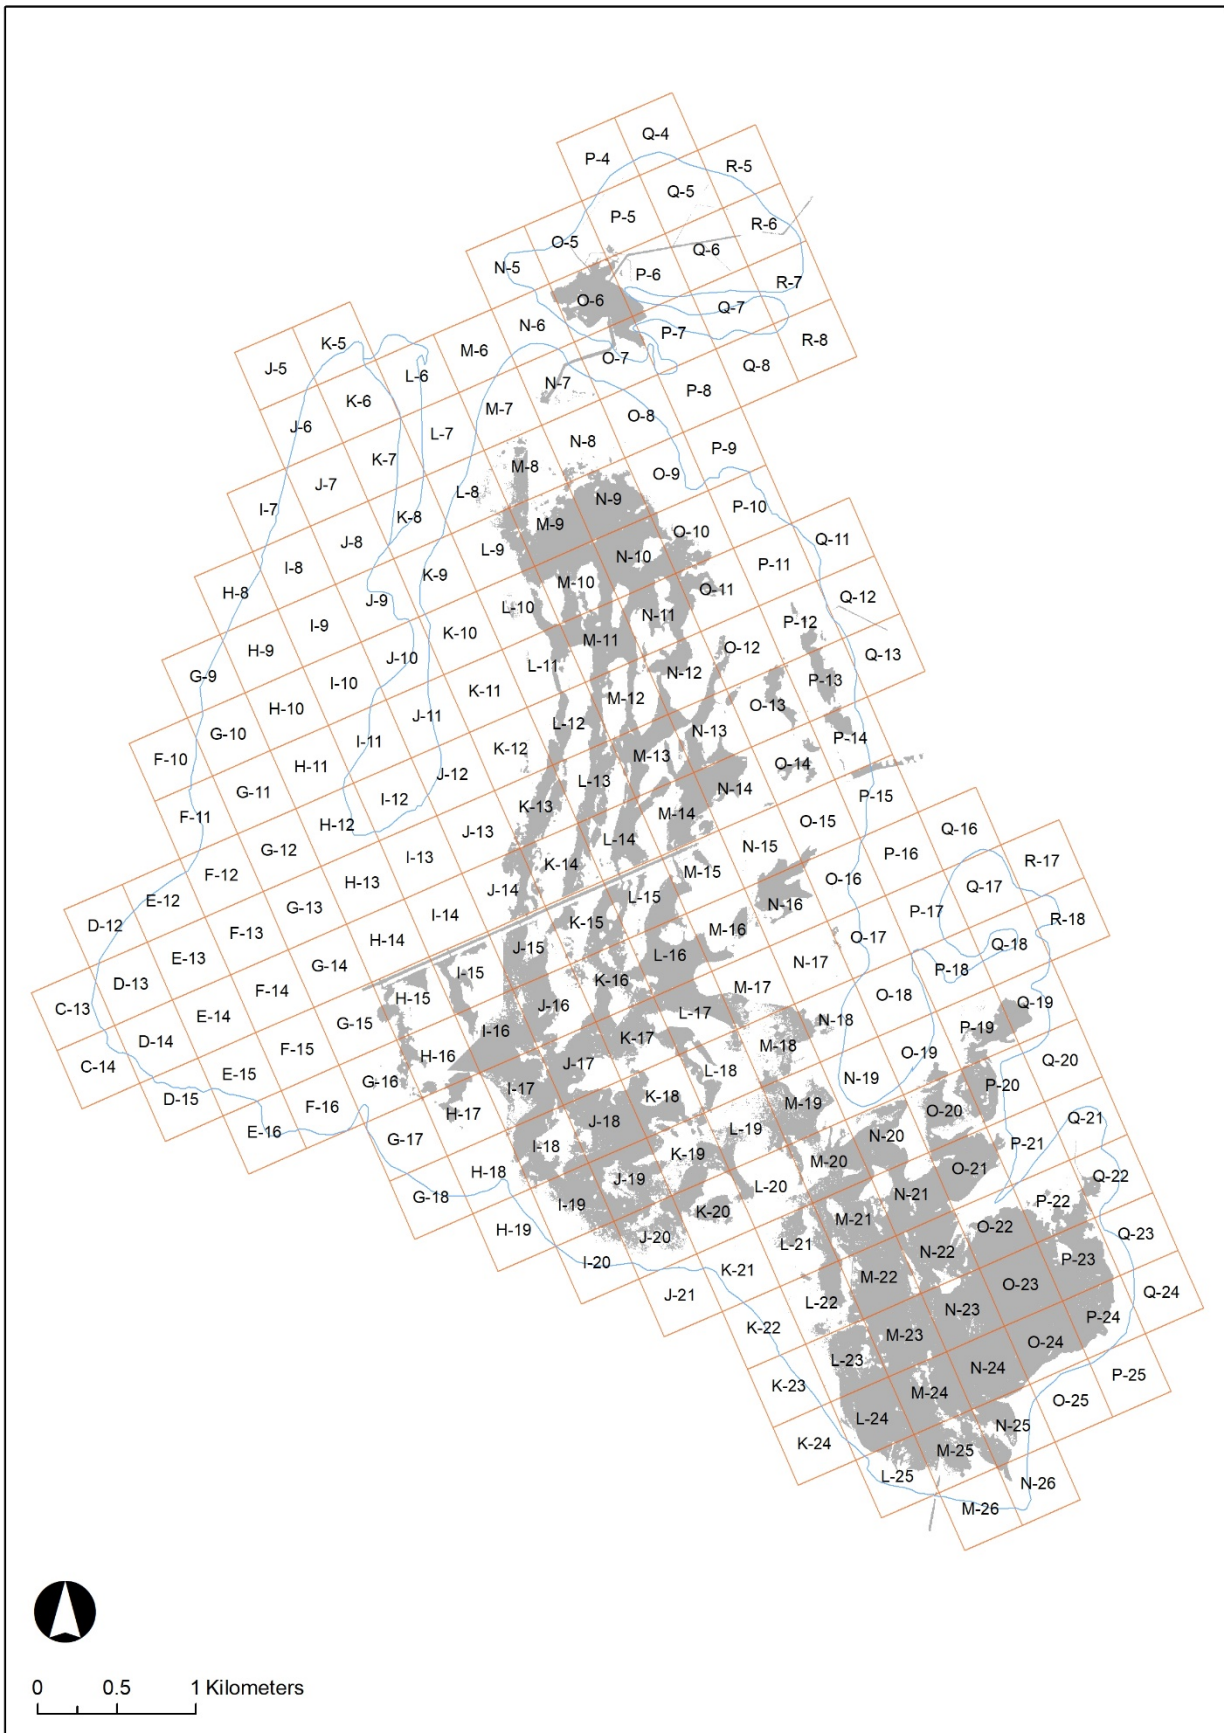 Q-4
P-4
R-5
Q-5
P-5
R-6
O-5
Q-6
N-5
P-6
R-7
O-6
Q-7
N-6
P-7
R-8
K-5
M-6
O-7
Q-8
J-5
L-6
N-7
P-8
K-6
M-7
O-8
J-6
L-7
N-8
P-9
K-7
M-8
O-9
J-7
L-8
N-9
P-10
I-7
K-8
M-9
O-10
Q-11
J-8
L-9
N-10
P-11
I-8
K-9
M-10
O-11
Q-12
H-8
J-9
L-10
N-11
P-12
I-9
K-10
M-11
O-12
Q-13
H-9
J-10
L-11
N-12
P-13
G-9
I-10
K-11
M-12
O-13
H-10
J-11
L-12
N-13
P-14
G-10
I-11
K-12
M-13
O-14
F-10
H-11
J-12
L-13
N-14
P-15
G-11
I-12
K-13
M-14
O-15
Q-16
F-11
H-12
J-13
L-14
N-15
P-16
R-17
G-12
I-13
K-14
M-15
O-16
Q-17
F-12
H-13
J-14
L-15
N-16
P-17
R-18
E-12
G-13
I-14
K-15
M-16
O-17
Q-18
D-12
F-13
H-14
J-15
L-16
N-17
P-18
E-13
G-14
I-15
K-16
M-17
O-18
Q-19
D-13
F-14
H-15
J-16
L-17
N-18
P-19
C-13
E-14
G-15
I-16
K-17
M-18
O-19
Q-20
D-14
F-15
H-16
J-17
L-18
N-19
P-20
C-14
E-15
G-16
I-17
K-18
M-19
O-20
Q-21
D-15
F-16
H-17
J-18
L-19
N-20
P-21
E-16
G-17
I-18
K-19
M-20
O-21
Q-22
H-18
J-19
L-20
N-21
P-22
G-18
I-19
K-20
M-21
O-22
Q-23
H-19
J-20
L-21
N-22
P-23
I-20
K-21
M-22
O-23
Q-24
J-21
L-22
N-23
P-24
K-22
M-23
O-24
L-23
N-24
P-25
K-23
M-24
O-25
L-24
N-25
K-24
M-25
L-25
N-26
M-26
0 0.5 1 Kilometers